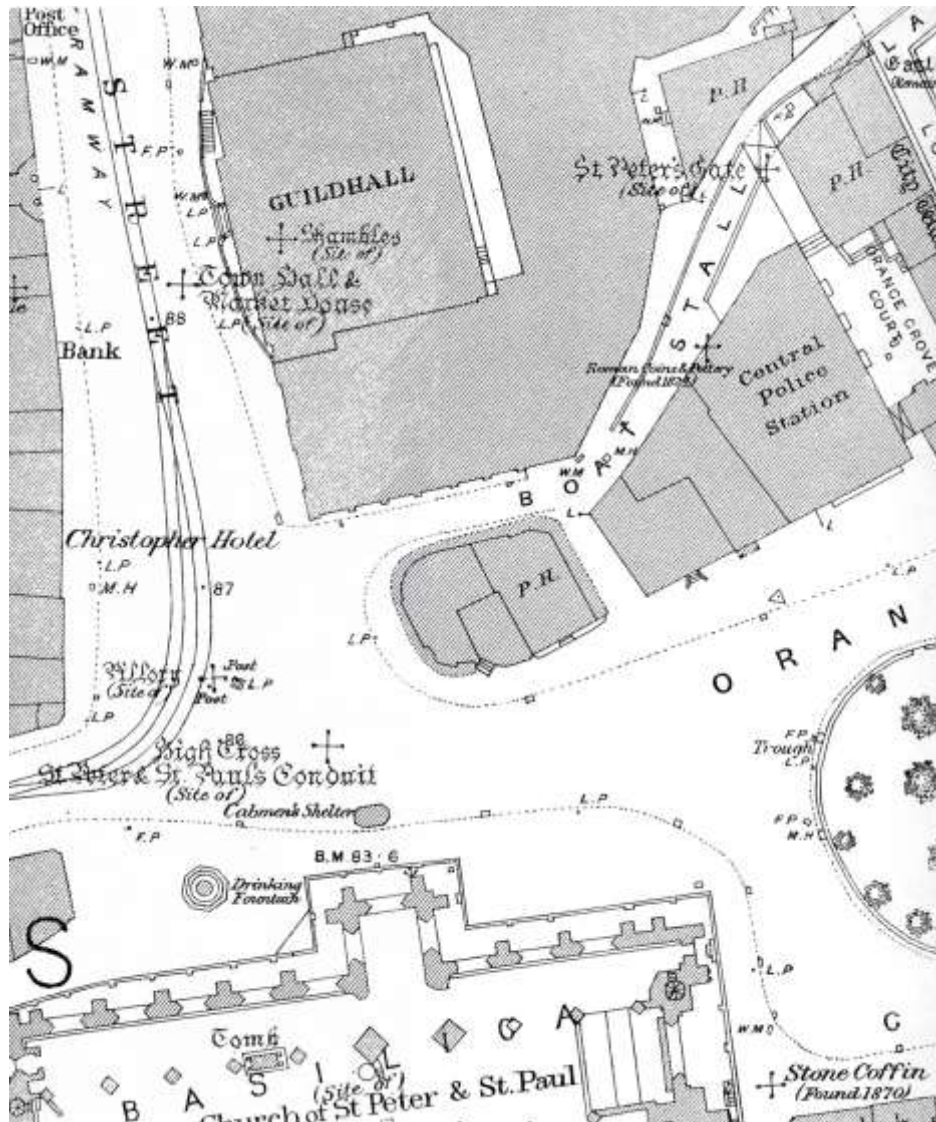 Post
Office
W.M
RAMWAY
STREET
W.M
F.P
W.M
L.P
L.P
GUILDHALL
Shambles
(Site of)
Town Hall &
Market House
(Site of)
L.P
88
L.P
Bank
P.H.
St Peter's Gate
(Site of)
P.H.
City
ORANGE GROVE
COURT
BOAT STALL
Roman Coins & Pottery
Central
Police
Station
W.M
M.H
L
Christopher Hotel
L.P
M.H
87
P.H.
L.P
L.P
ORAN
Pillory
(Site of)
Post
L.P
Post
L.P
High Cross
St Peter & St. Paul's Conduit
(Site of)
Cabmen's Shelter
L.P
F.P
Trough
L.P
F.P
M.H
F.P
B.M. 83·6
Drinking
Fountain
S
L.P
W.M
C
Tomb
BASILICA
(Site of)
Church of St Peter & St. Paul
Stone Coffin
(Found 1870)